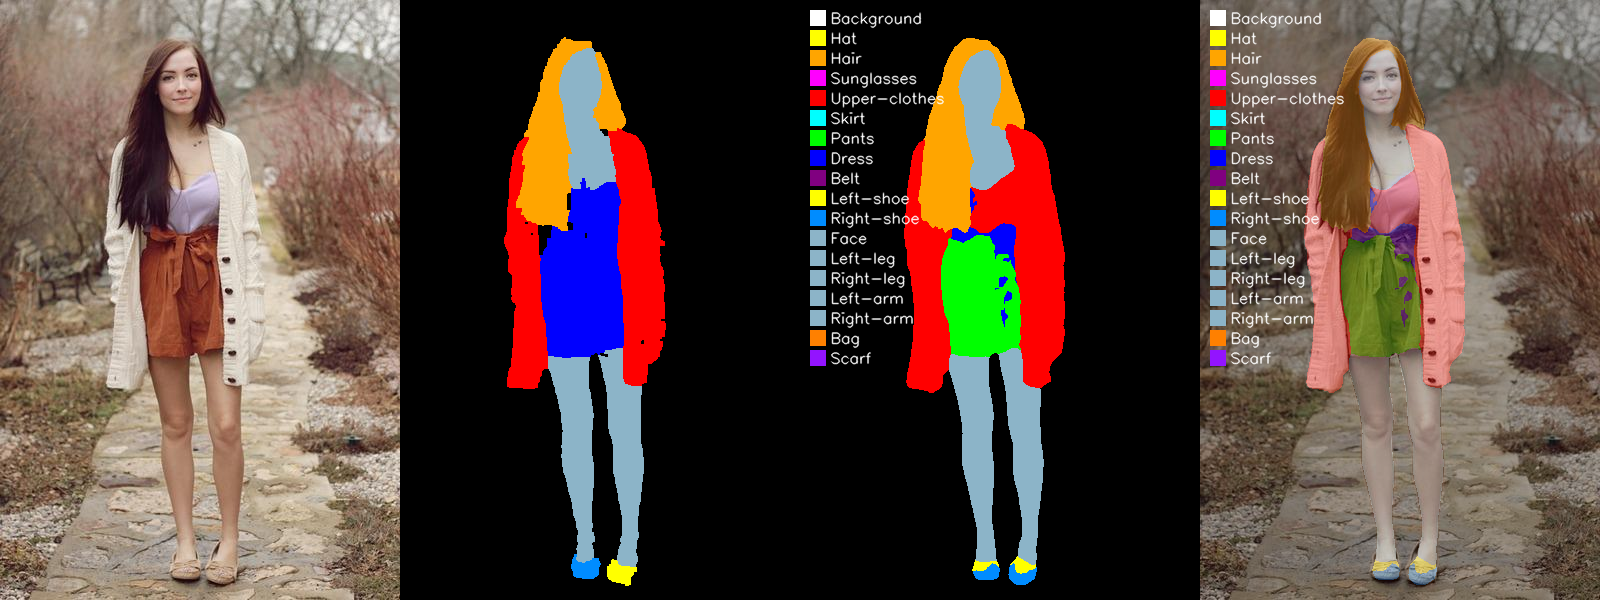 Background
Hat
Hair
Sunglasses
Upper-clothes
Skirt
Pants
Dress
Belt
Left-shoe
Right-shoe
Face
Left-leg
Right-leg
Left-arm
Right-arm
Bag
Scarf
Background
Hat
Hair
Sunglasses
Upper-clothes
Skirt
Pants
Dress
Belt
Left-shoe
Right-shoe
Face
Left-leg
Right-leg
Left-arm
Right-arm
Bag
Scarf